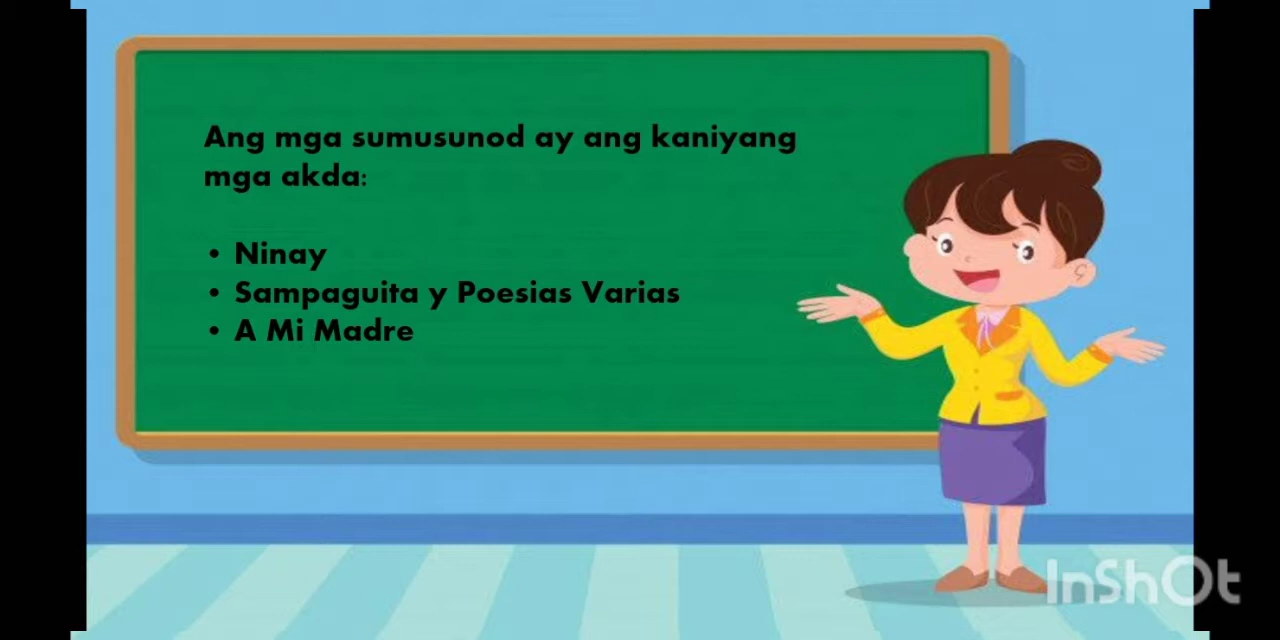 Ang mga sumusunod ay ang kaniyang
mga akda:
• Ninay
• Sampaguita y Poesias Varias
• A Mi Madre
InShOt